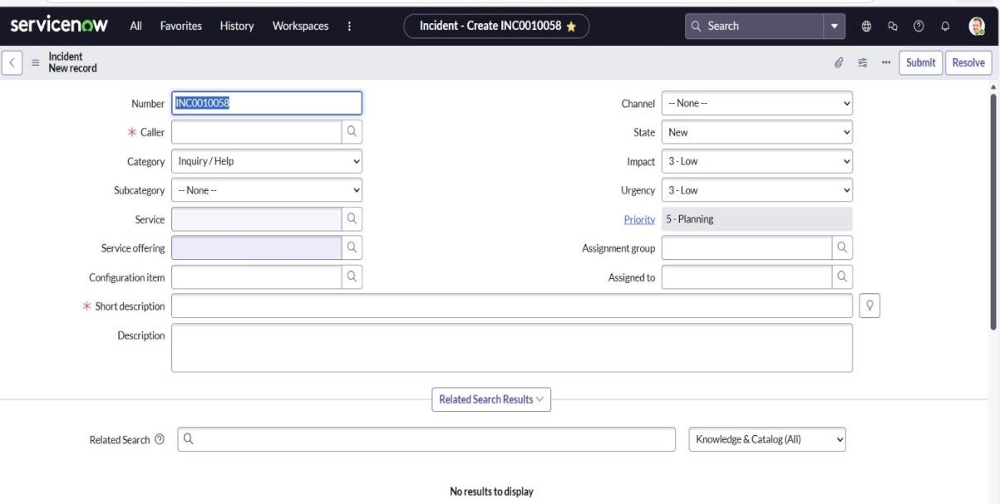 servicenow All Favorites History Workspaces Incident - Create INC0010058 Search
Incident
New record
Submit Resolve
Number INC0010058 Channel -- None --
* Caller State New
Category Inquiry / Help Impact 3 - Low
Subcategory -- None -- Urgency 3 - Low
Service Priority 5 - Planning
Service offering Assignment group
Configuration item Assigned to
* Short description
Description
Related Search Results
Related Search Knowledge & Catalog (All)
No results to display